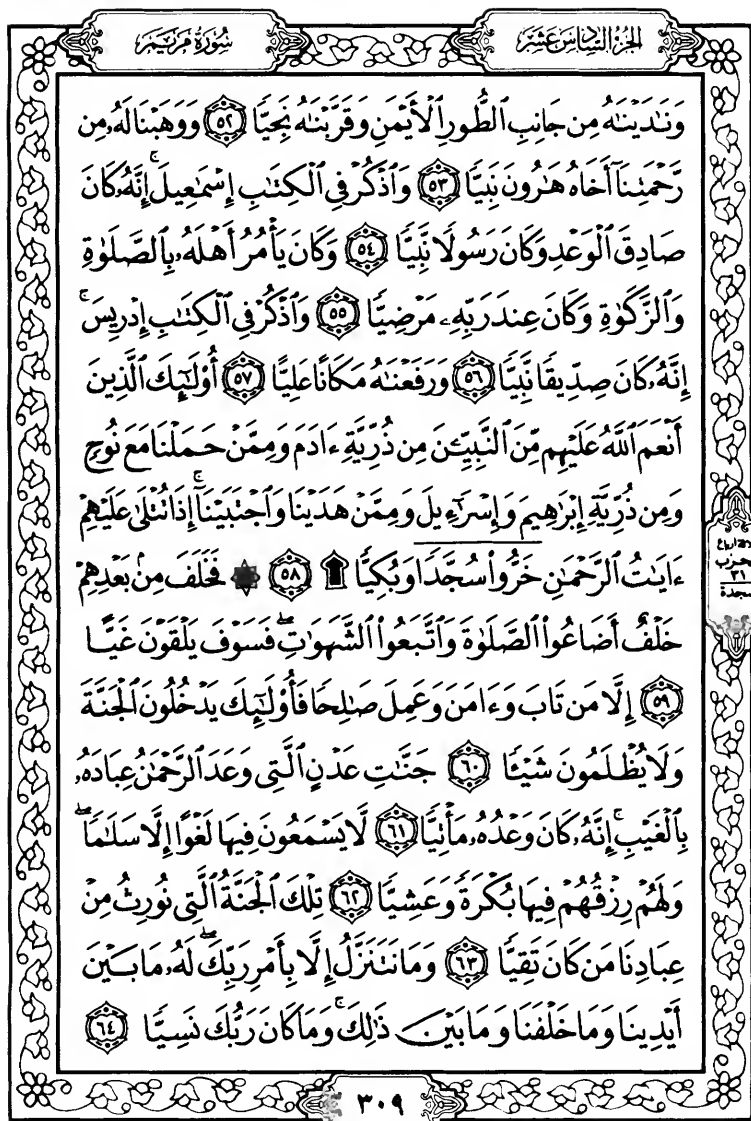 الجزء السادس عشر
سورة مريم
وَنَٰدَيْنَٰهُ مِن جَانِبِ ٱلطُّورِ ٱلْأَيْمَنِ وَقَرَّبْنَٰهُ نَجِيًّا ﴿٥٢﴾ وَوَهَبْنَا لَهُۥ مِن
رَّحْمَتِنَآ أَخَاهُ هَٰرُونَ نَبِيًّا ﴿٥٣﴾ وَٱذْكُرْ فِى ٱلْكِتَٰبِ إِسْمَٰعِيلَ ۚ إِنَّهُۥ كَانَ
صَادِقَ ٱلْوَعْدِ وَكَانَ رَسُولًا نَّبِيًّا ﴿٥٤﴾ وَكَانَ يَأْمُرُ أَهْلَهُۥ بِٱلصَّلَوٰةِ
وَٱلزَّكَوٰةِ وَكَانَ عِندَ رَبِّهِۦ مَرْضِيًّا ﴿٥٥﴾ وَٱذْكُرْ فِى ٱلْكِتَٰبِ إِدْرِيسَ ۚ
إِنَّهُۥ كَانَ صِدِّيقًا نَّبِيًّا ﴿٥٦﴾ وَرَفَعْنَٰهُ مَكَانًا عَلِيًّا ﴿٥٧﴾ أُو۟لَٰٓئِكَ ٱلَّذِينَ
أَنْعَمَ ٱللَّهُ عَلَيْهِم مِّنَ ٱلنَّبِيِّـۧنَ مِن ذُرِّيَّةِ ءَادَمَ وَمِمَّنْ حَمَلْنَا مَعَ نُوحٍ
وَمِن ذُرِّيَّةِ إِبْرَٰهِيمَ وَإِسْرَٰٓءِيلَ وَمِمَّنْ هَدَيْنَا وَٱجْتَبَيْنَآ ۚ إِذَا تُتْلَىٰ عَلَيْهِمْ
ءَايَٰتُ ٱلرَّحْمَٰنِ خَرُّوا۟ سُجَّدًا وَبُكِيًّا ۩ ﴿٥٨﴾ ۞ فَخَلَفَ مِنۢ بَعْدِهِمْ
خَلْفٌ أَضَاعُوا۟ ٱلصَّلَوٰةَ وَٱتَّبَعُوا۟ ٱلشَّهَوَٰتِ ۖ فَسَوْفَ يَلْقَوْنَ غَيًّا
﴿٥٩﴾ إِلَّا مَن تَابَ وَءَامَنَ وَعَمِلَ صَٰلِحًا فَأُو۟لَٰٓئِكَ يَدْخُلُونَ ٱلْجَنَّةَ
وَلَا يُظْلَمُونَ شَيْـًٔا ﴿٦٠﴾ جَنَّٰتِ عَدْنٍ ٱلَّتِى وَعَدَ ٱلرَّحْمَٰنُ عِبَادَهُۥ
بِٱلْغَيْبِ ۚ إِنَّهُۥ كَانَ وَعْدُهُۥ مَأْتِيًّا ﴿٦١﴾ لَّا يَسْمَعُونَ فِيهَا لَغْوًا إِلَّا سَلَٰمًا ۖ
وَلَهُمْ رِزْقُهُمْ فِيهَا بُكْرَةً وَعَشِيًّا ﴿٦٢﴾ تِلْكَ ٱلْجَنَّةُ ٱلَّتِى نُورِثُ مِنْ
عِبَادِنَا مَن كَانَ تَقِيًّا ﴿٦٣﴾ وَمَا نَتَنَزَّلُ إِلَّا بِأَمْرِ رَبِّكَ ۖ لَهُۥ مَا بَيْنَ
أَيْدِينَا وَمَا خَلْفَنَا وَمَا بَيْنَ ذَٰلِكَ ۚ وَمَا كَانَ رَبُّكَ نَسِيًّا ﴿٦٤﴾
أرباع
الحزب
٣١
سجدة
٣٠٩